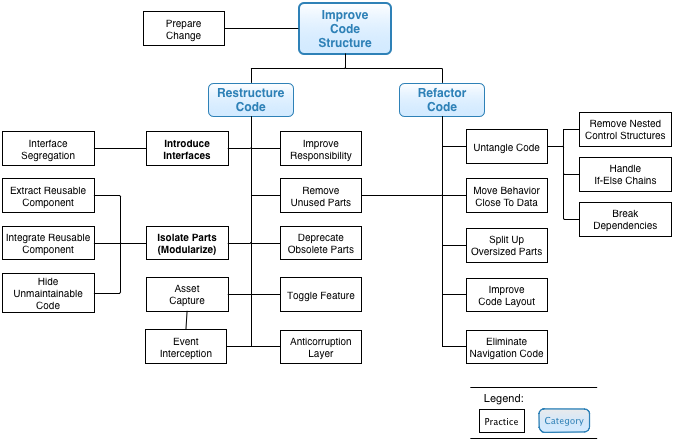 Prepare
Change
Improve
Code
Structure
Restructure
Code
Refactor
Code
Interface
Segregation
Introduce
Interfaces
Improve
Responsibility
Untangle Code
Remove Nested
Control Structures
Handle
If-Else Chains
Break
Dependencies
Extract Reusable
Component
Remove
Unused Parts
Move Behavior
Close To Data
Integrate Reusable
Component
Isolate Parts
(Modularize)
Deprecate
Obsolete Parts
Split Up
Oversized Parts
Hide
Unmaintainable
Code
Asset
Capture
Toggle Feature
Improve
Code Layout
Event
Interception
Anticorruption
Layer
Eliminate
Navigation Code
Legend:
Practice
Category